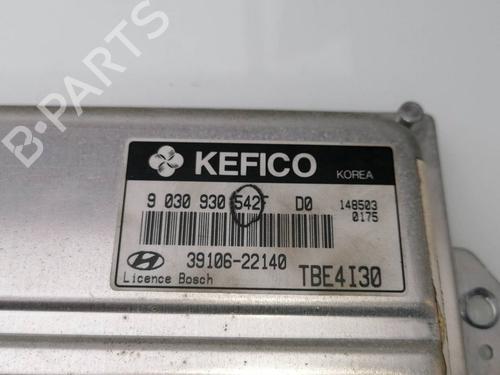 B-PARTS
KEFICO
KOREA
9 030 930 542F D0
148503
0175
39106-22140
Licence Bosch
TBE4I30